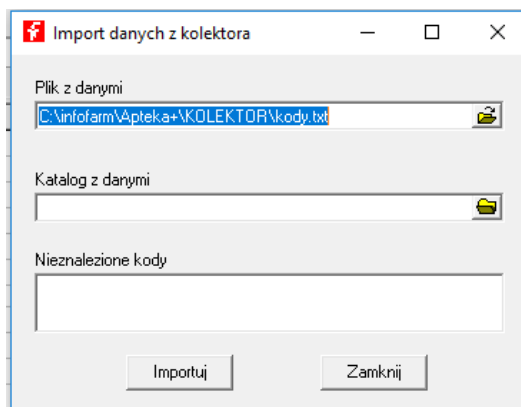 Import danych z kolektora
Plik z danymi
C:\infofarm\Apteka+\KOLEKTOR\kody.txt
Katalog z danymi
Nieznalezione kody
Importuj
Zamknij